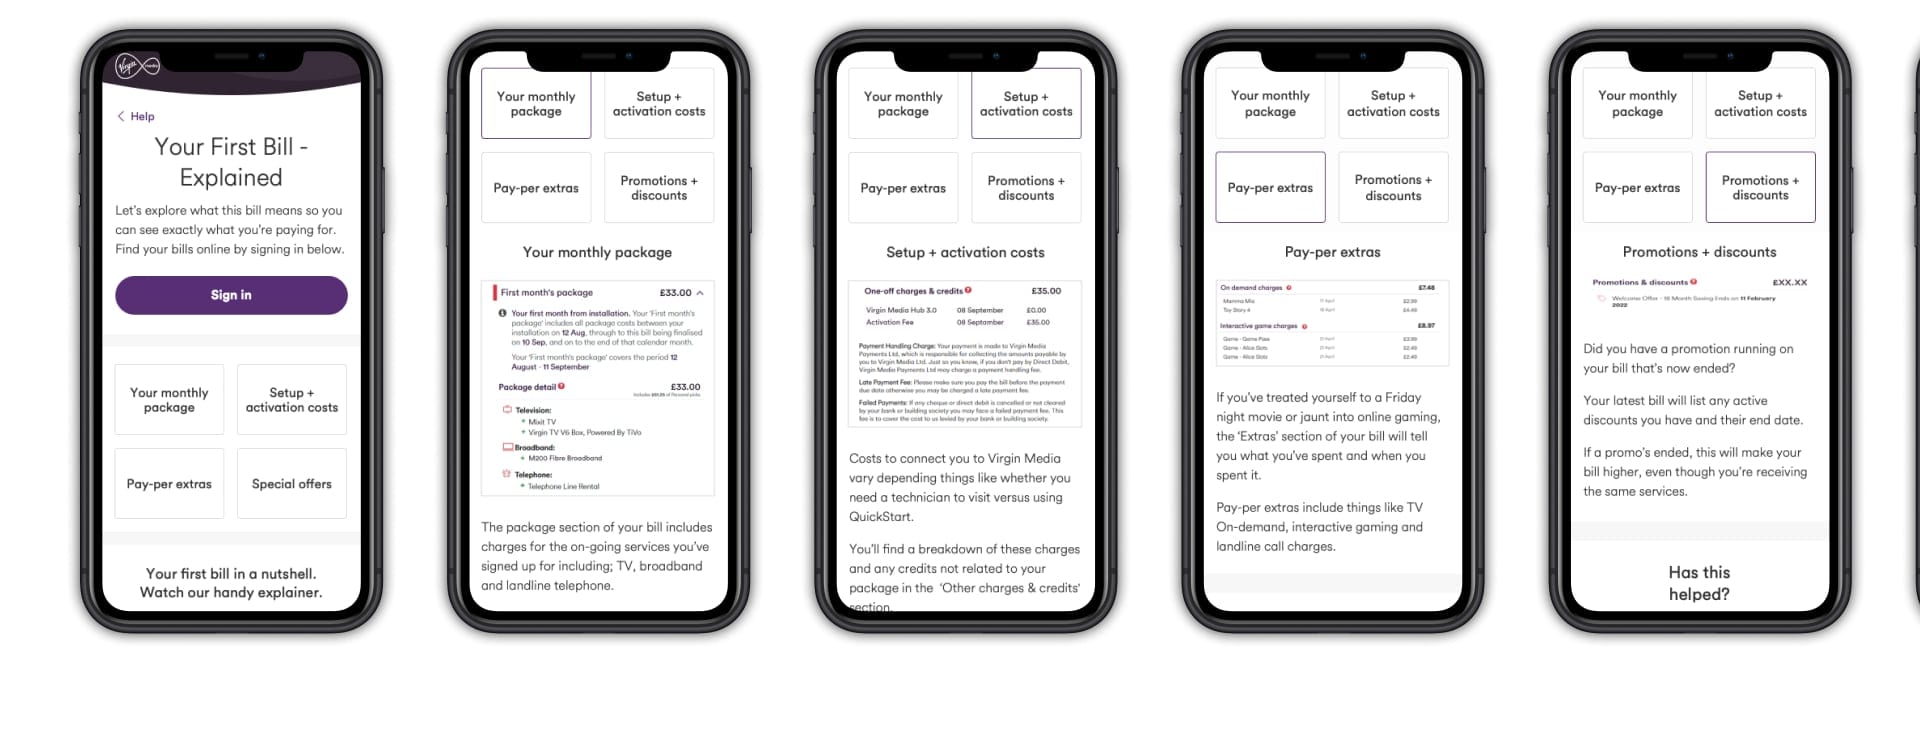 Virgin media
Help
Your First Bill -
Explained
Let's explore what this bill means so you
can see exactly what you're paying for.
Find your bills online by signing in below.
Sign in
Your monthly
package
Setup +
activation costs
Pay-per extras
Special offers
Your first bill in a nutshell.
Watch our handy explainer.
Your monthly
package
Setup +
activation costs
Pay-per extras
Promotions +
discounts
Your monthly package
First month's package £33.00
Your first month from installation. Your 'First month's
package' includes all package costs between your
installation on 12 Aug, through to this bill being finalised
on 10 Sep, and on to the end of that calendar month.
Your 'First month's package' covers the period 12
August - 11 September
Package detail £33.00
Includes £61.25 of Personal picks
Television:
+ Mixit TV
+ Virgin TV V6 Box, Powered By TiVo
Broadband:
+ M200 Fibre Broadband
Telephone:
+ Telephone Line Rental
The package section of your bill includes
charges for the on-going services you've
signed up for including; TV, broadband
and landline telephone.
Your monthly
package
Setup +
activation costs
Pay-per extras
Promotions +
discounts
Setup + activation costs
One-off charges & credits £35.00
Virgin Media Hub 3.0 08 September £0.00
Activation Fee 08 September £35.00
Payment Handling Charge: Your payment is made to Virgin Media
Payments Ltd, which is responsible for collecting the amounts payable by
you to Virgin Media Ltd. Just so you know, if you don't pay by Direct Debit,
Virgin Media Payments Ltd may charge a payment handling fee.
Late Payment Fee: Please make sure you pay the bill before the payment
due date otherwise you may be charged a late payment fee.
Failed Payments: If any cheque or direct debit is cancelled or not cleared
by your bank or building society you may face a failed payment fee. This
fee is to cover the cost to us levied by your bank or building society.
Costs to connect you to Virgin Media
vary depending things like whether you
need a technician to visit versus using
QuickStart.
You'll find a breakdown of these charges
and any credits not related to your
package in the 'Other charges & credits'
section.
Your monthly
package
Setup +
activation costs
Pay-per extras
Promotions +
discounts
Pay-per extras
On demand charges £7.48
Mamma Mia 17 April £2.99
Toy Story 4 18 April £4.49
Interactive game charges £8.97
Game - Game Pass 21 April £3.99
Game - Alice Slots 21 April £2.49
Game - Alice Slots 21 April £2.49
If you've treated yourself to a Friday
night movie or jaunt into online gaming,
the 'Extras' section of your bill will tell
you what you've spent and when you
spent it.
Pay-per extras include things like TV
On-demand, interactive gaming and
landline call charges.
Your monthly
package
Setup +
activation costs
Pay-per extras
Promotions +
discounts
Promotions + discounts
Promotions & discounts £XX.XX
Welcome Offer - 18 Month Saving Ends on 11 February
2022
Did you have a promotion running on
your bill that's now ended?
Your latest bill will list any active
discounts you have and their end date.
If a promo's ended, this will make your
bill higher, even though you're receiving
the same services.
Has this
helped?